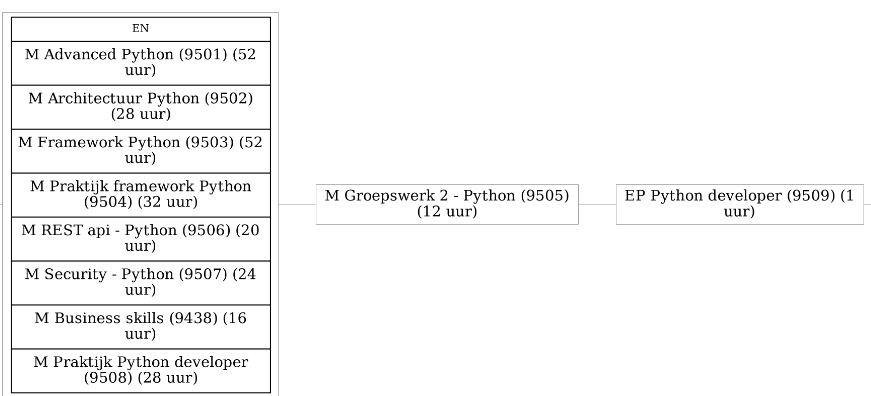 EN
M Advanced Python (9501) (52
uur)
M Architectuur Python (9502)
(28 uur)
M Framework Python (9503) (52
uur)
M Praktijk framework Python
(9504) (32 uur)
M REST api - Python (9506) (20
uur)
M Security - Python (9507) (24
uur)
M Business skills (9438) (16
uur)
M Praktijk Python developer
(9508) (28 uur)
M Groepswerk 2 - Python (9505)
(12 uur)
EP Python developer (9509) (1
uur)